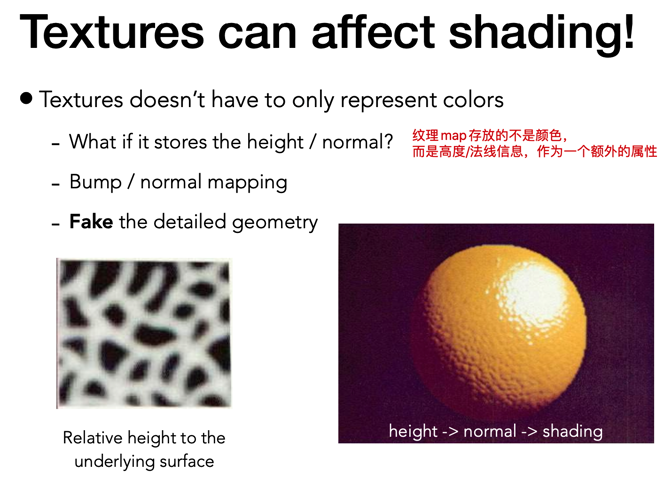 Textures can affect shading!
● Textures doesn't have to only represent colors
- What if it stores the height / normal?
纹理map存放的不是颜色，
而是高度/法线信息，作为一个额外的属性
- Bump / normal mapping
- Fake the detailed geometry
height -> normal -> shading
Relative height to the
underlying surface